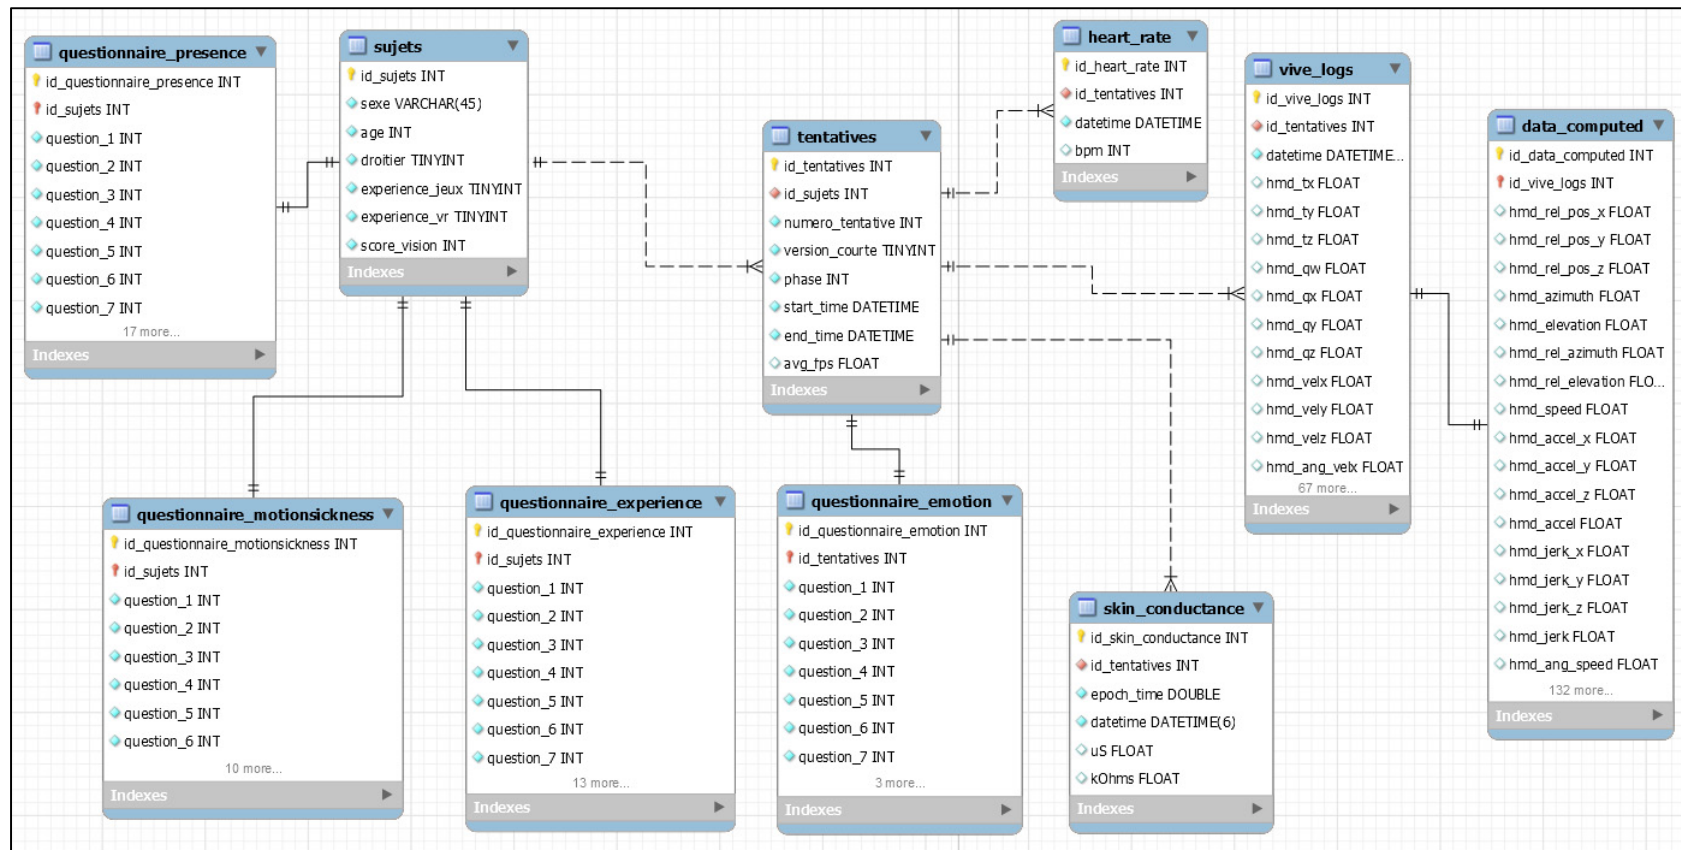 questionnaire_presence
id_questionnaire_presence INT
id_sujets INT
question_1 INT
question_2 INT
question_3 INT
question_4 INT
question_5 INT
question_6 INT
question_7 INT
17 more...
Indexes
sujets
id_sujets INT
sexe VARCHAR(45)
age INT
droitier TINYINT
experience_jeux TINYINT
experience_vr TINYINT
score_vision INT
Indexes
tentatives
id_tentatives INT
id_sujets INT
numero_tentative INT
version_courte TINYINT
phase INT
start_time DATETIME
end_time DATETIME
avg_fps FLOAT
Indexes
heart_rate
id_heart_rate INT
id_tentatives INT
datetime DATETIME
bpm INT
Indexes
vive_logs
id_vive_logs INT
id_tentatives INT
datetime DATETIME...
hmd_tx FLOAT
hmd_ty FLOAT
hmd_tz FLOAT
hmd_qw FLOAT
hmd_qx FLOAT
hmd_qy FLOAT
hmd_qz FLOAT
hmd_velx FLOAT
hmd_vely FLOAT
hmd_velz FLOAT
hmd_ang_velx FLOAT
67 more...
Indexes
data_computed
id_data_computed INT
id_vive_logs INT
hmd_rel_pos_x FLOAT
hmd_rel_pos_y FLOAT
hmd_rel_pos_z FLOAT
hmd_azimuth FLOAT
hmd_elevation FLOAT
hmd_rel_azimuth FLOAT
hmd_rel_elevation FLO...
hmd_speed FLOAT
hmd_accel_x FLOAT
hmd_accel_y FLOAT
hmd_accel_z FLOAT
hmd_accel FLOAT
hmd_jerk_x FLOAT
hmd_jerk_y FLOAT
hmd_jerk_z FLOAT
hmd_jerk FLOAT
hmd_ang_speed FLOAT
132 more...
Indexes
questionnaire_motionsickness
id_questionnaire_motionsickness INT
id_sujets INT
question_1 INT
question_2 INT
question_3 INT
question_4 INT
question_5 INT
question_6 INT
10 more...
Indexes
questionnaire_experience
id_questionnaire_experience INT
id_sujets INT
question_1 INT
question_2 INT
question_3 INT
question_4 INT
question_5 INT
question_6 INT
question_7 INT
13 more...
Indexes
questionnaire_emotion
id_questionnaire_emotion INT
id_tentatives INT
question_1 INT
question_2 INT
question_3 INT
question_4 INT
question_5 INT
question_6 INT
question_7 INT
3 more...
Indexes
skin_conductance
id_skin_conductance INT
id_tentatives INT
epoch_time DOUBLE
datetime DATETIME(6)
uS FLOAT
kOhms FLOAT
Indexes